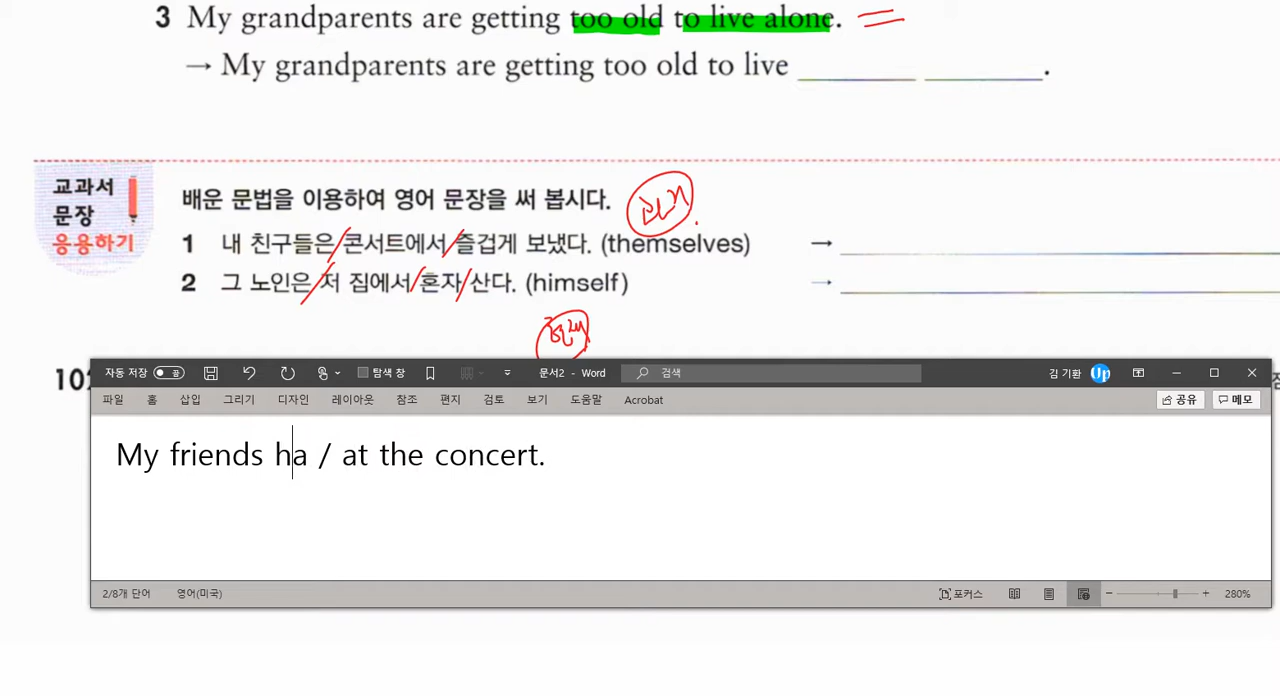 3 My grandparents are getting too old to live alone.
→ My grandparents are getting too old to live ________ ________.
교과서
문장
응용하기
배운 문법을 이용하여 영어 문장을 써 봅시다.
1 내 친구들은/콘서트에서/즐겁게 보냈다. (themselves) →
2 그 노인은/저 집에서/혼자/산다. (himself) →
자동 저장 끔 탐색 창 문서2 - Word 검색 김 기환 Up
파일 홈 삽입 그리기 디자인 레이아웃 참조 편지 검토 보기 도움말 Acrobat 공유 메모
My friends ha / at the concert.
2/8개 단어 영어(미국) 포커스 280%